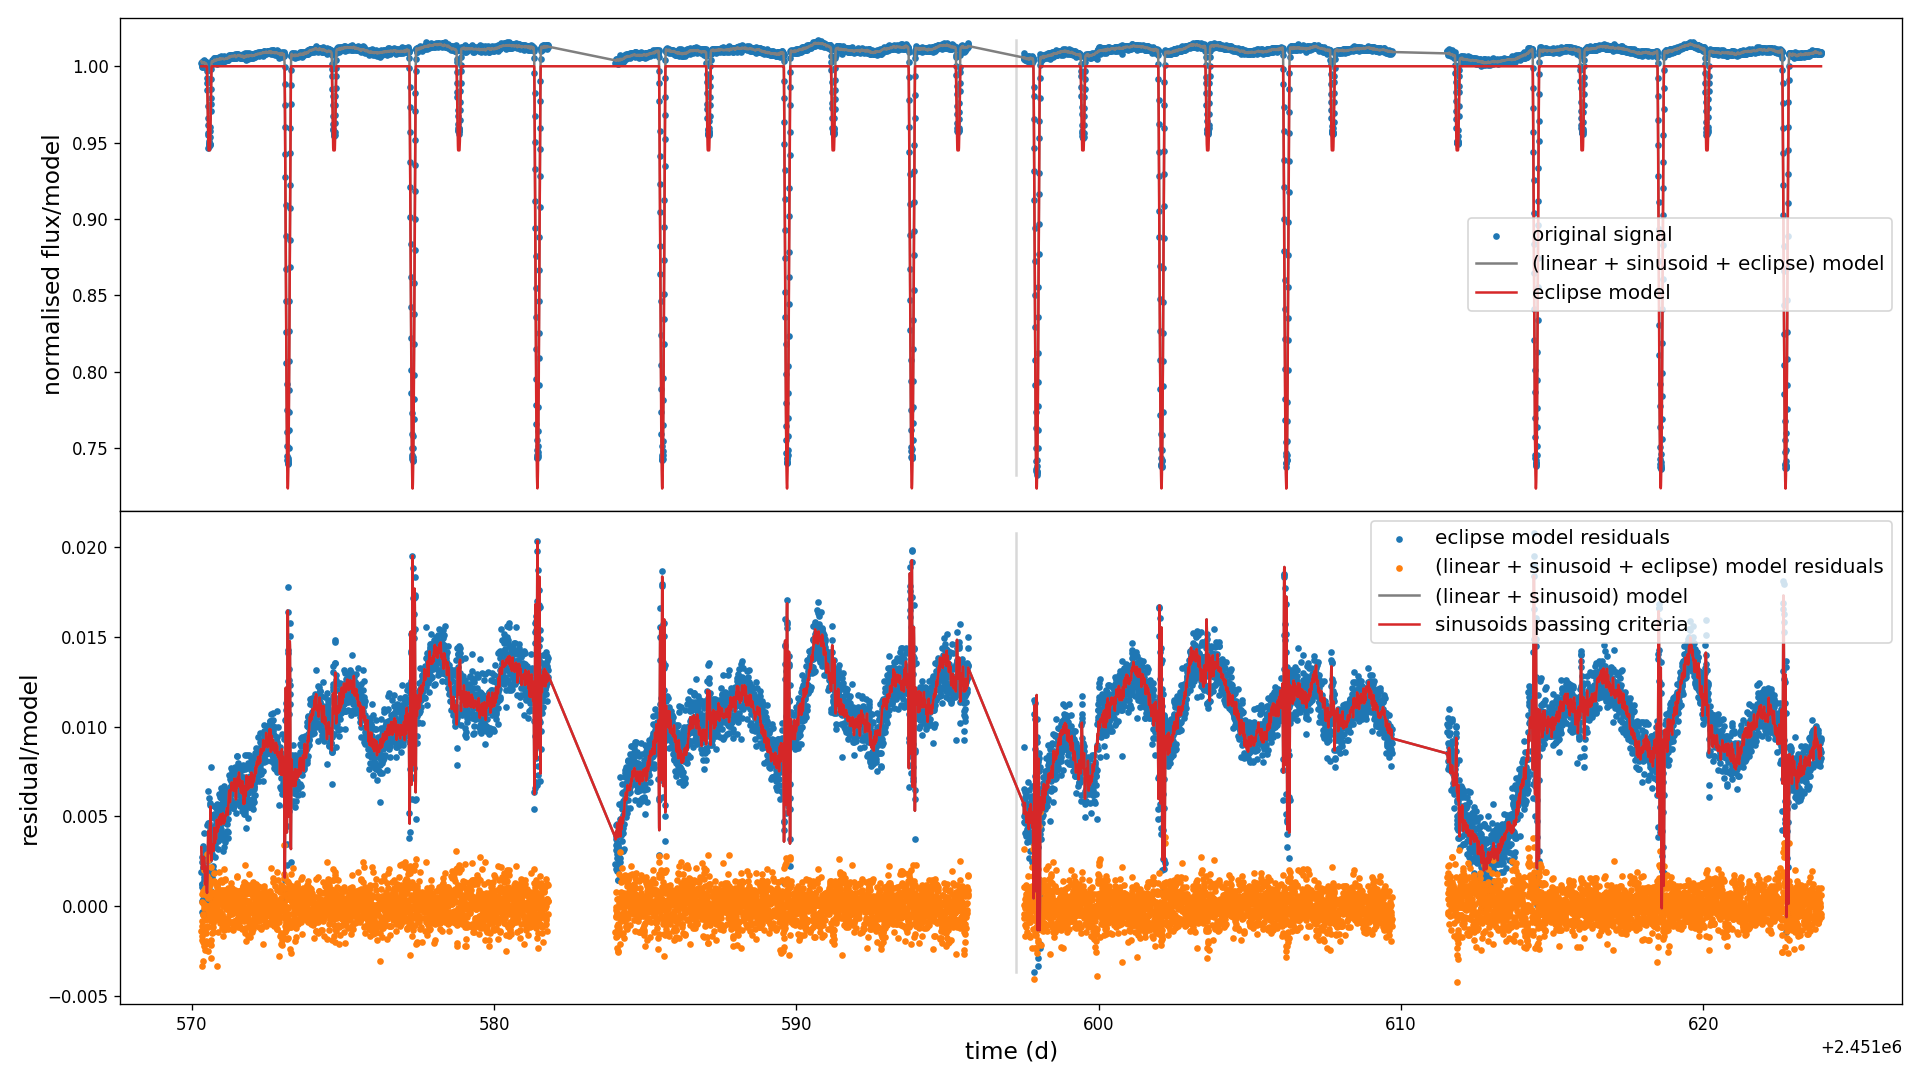 normalised flux/model
1.00
0.95
0.90
0.85
0.80
0.75
original signal
(linear + sinusoid + eclipse) model
eclipse model
residual/model
0.020
0.015
0.010
0.005
0.000
−0.005
eclipse model residuals
(linear + sinusoid + eclipse) model residuals
(linear + sinusoid) model
sinusoids passing criteria
570 580 590 600 610 620
time (d)
+2.451e6